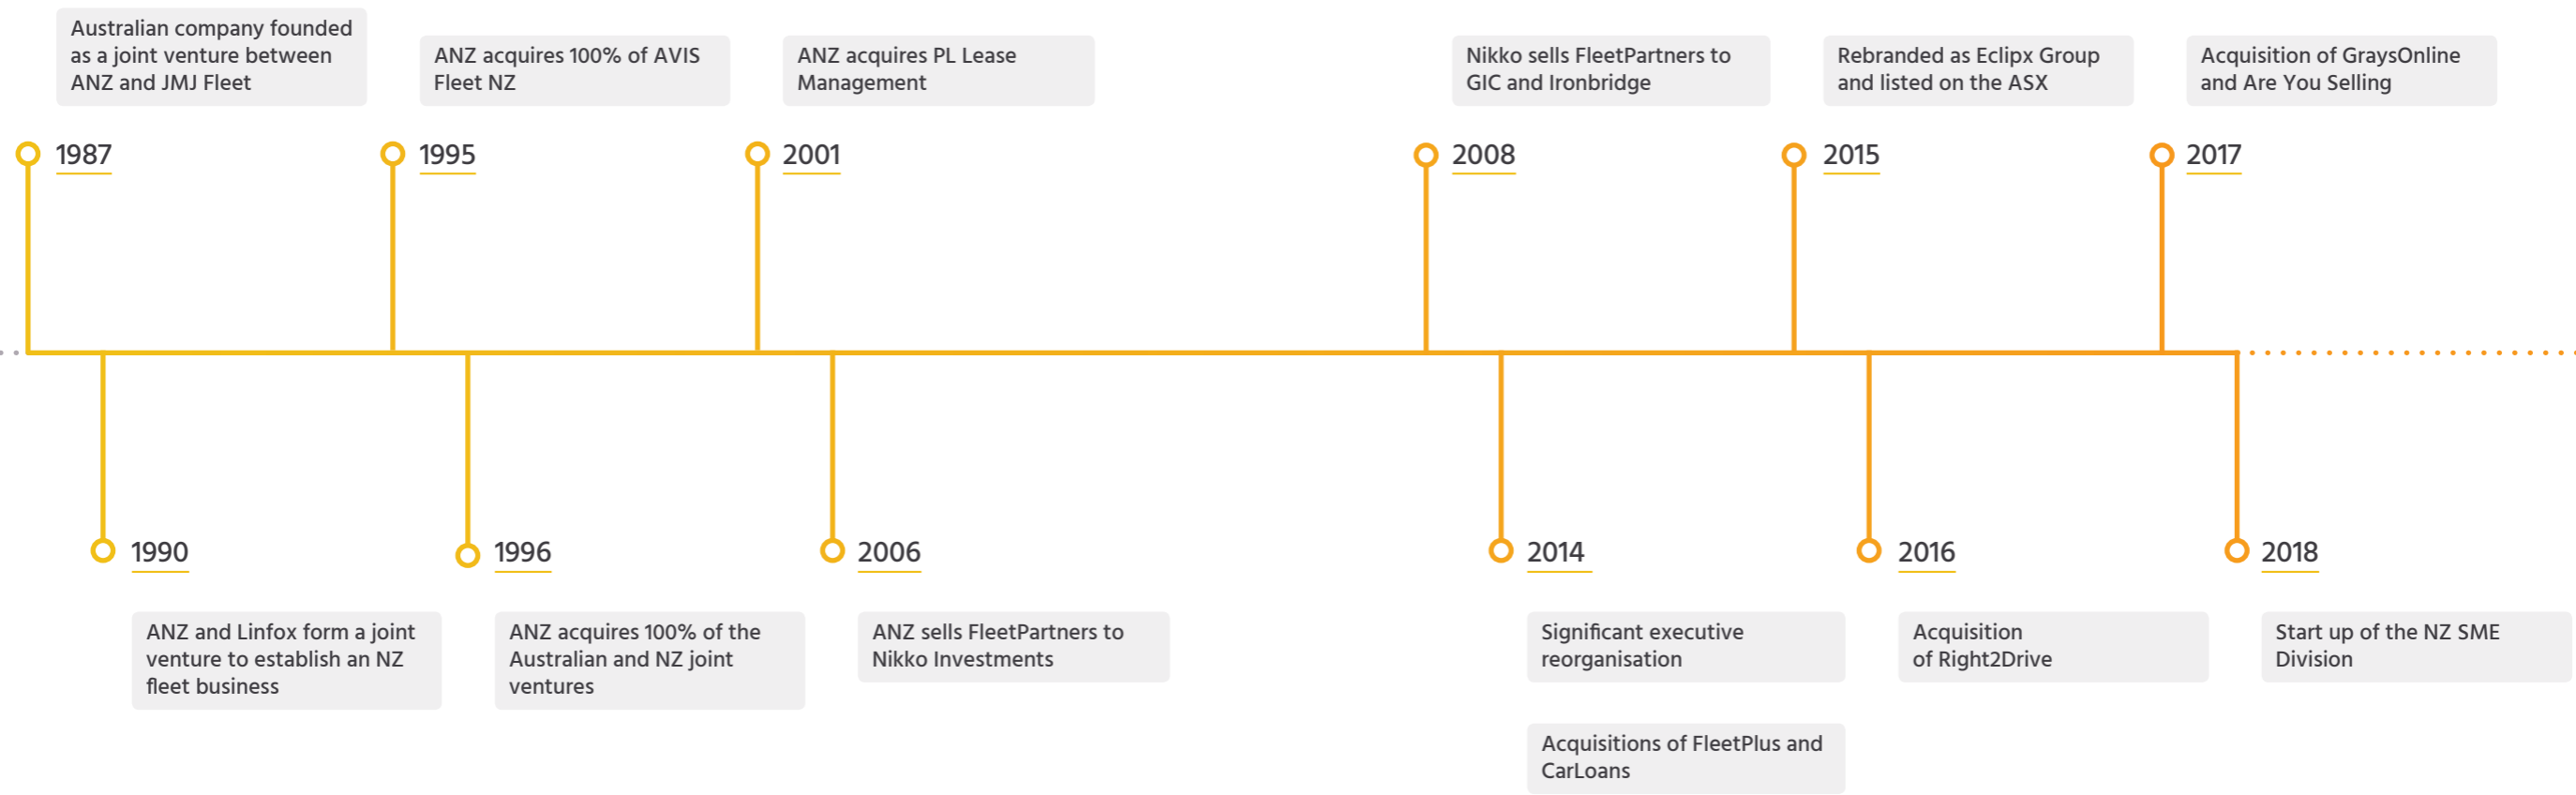 Australian company founded
as a joint venture between
ANZ and JMJ Fleet
1987
ANZ and Linfox form a joint
venture to establish an NZ
fleet business
1990
ANZ acquires 100% of AVIS
Fleet NZ
1995
1996
ANZ acquires 100% of the
Australian and NZ joint
ventures
ANZ acquires PL Lease
Management
2001
2006
ANZ sells FleetPartners to
Nikko Investments
Nikko sells FleetPartners to
GIC and Ironbridge
2008
2014
Significant executive
reorganisation
Acquisitions of FleetPlus and
CarLoans
Rebranded as Eclipx Group
and listed on the ASX
2015
2016
Acquisition
of Right2Drive
Acquisition of GraysOnline
and Are You Selling
2017
2018
Start up of the NZ SME
Division